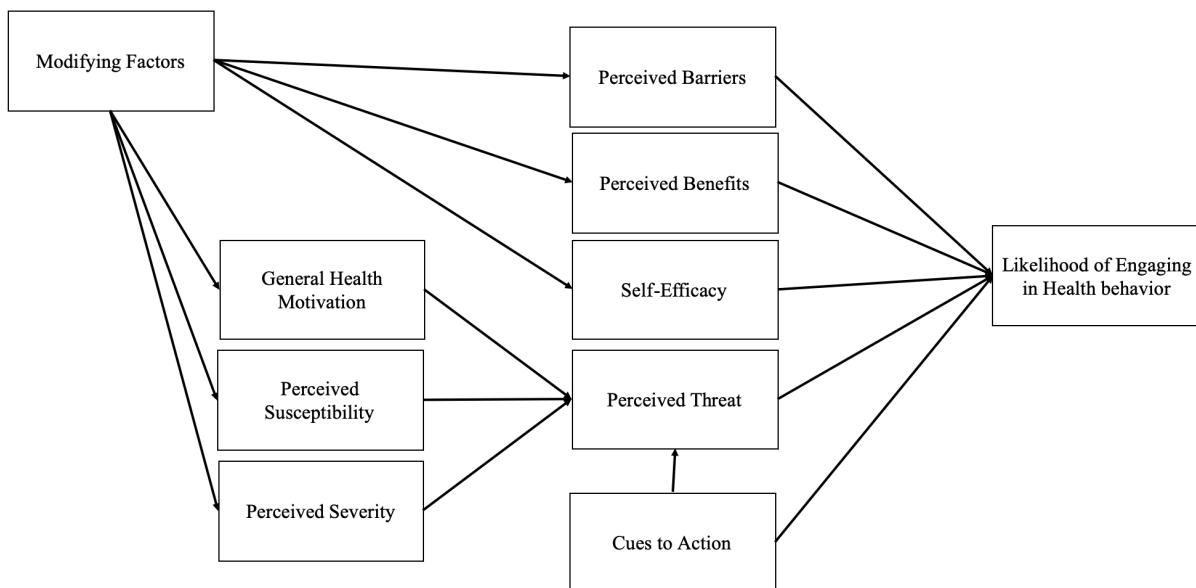 Modifying Factors
Perceived Barriers
Perceived Benefits
General Health
Motivation
Self-Efficacy
Likelihood of Engaging
in Health behavior
Perceived
Susceptibility
Perceived Threat
Perceived Severity
Cues to Action